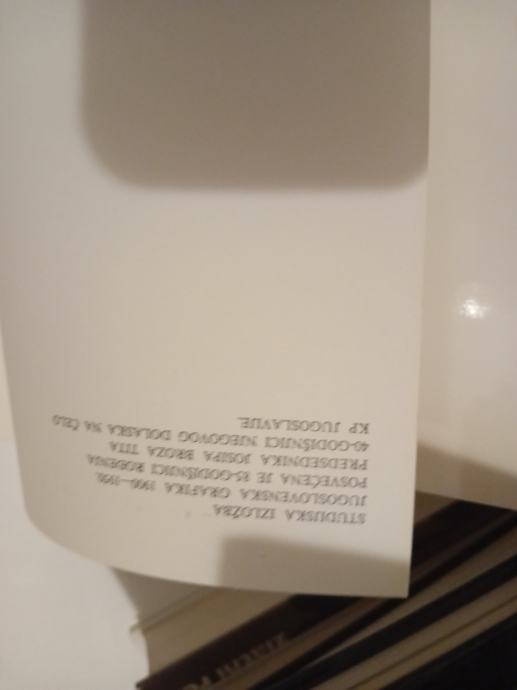 STUDIJSKA IZLOŽBA
JUGOSLOVENSKA GRAFIKA 1900—1950.
POSVEĆENA JE 85-GODIŠNJICI ROĐENJA
PREDSEDNIKA JOSIPA BROZA TITA
40-GODIŠNJICI NJEGOVOG DOLASKA NA ČELO
KP JUGOSLAVIJE.